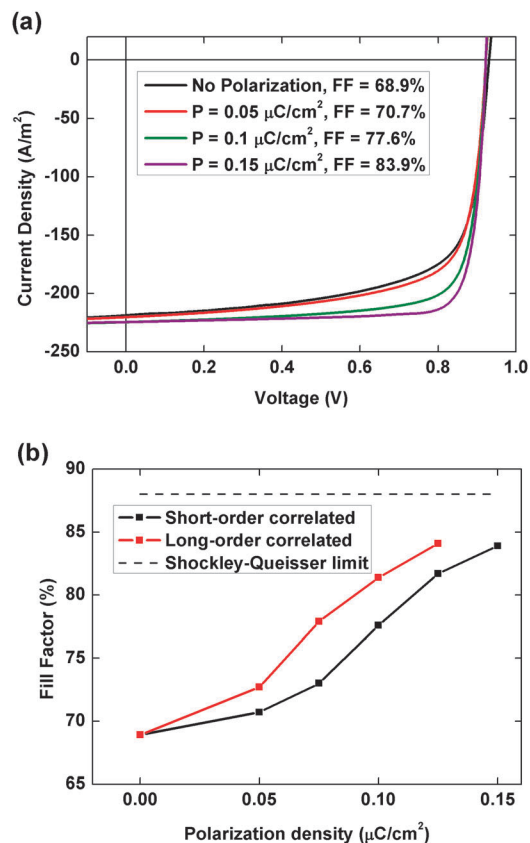 (a)
0
-50
-100
-150
-200
-250
Current Density (A/m²)
No Polarization, FF = 68.9%
P = 0.05 μC/cm², FF = 70.7%
P = 0.1 μC/cm², FF = 77.6%
P = 0.15 μC/cm², FF = 83.9%
0.0 0.2 0.4 0.6 0.8 1.0
Voltage (V)
(b)
90
85
80
75
70
65
Fill Factor (%)
Short-order correlated
Long-order correlated
Shockley-Queisser limit
0.00 0.05 0.10 0.15
Polarization density (μC/cm²)